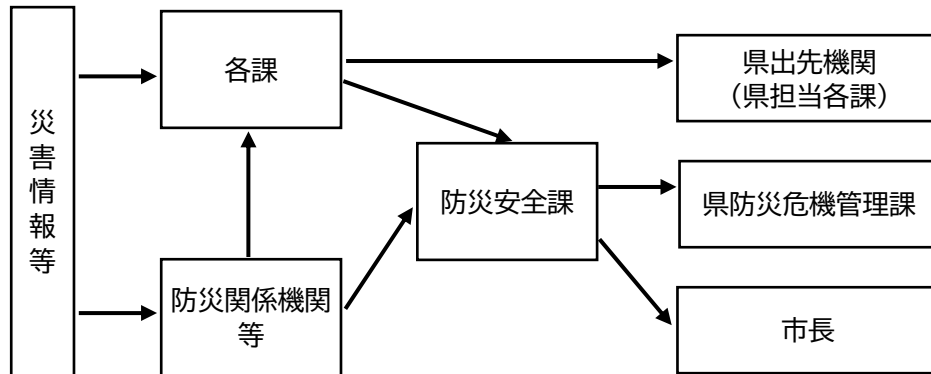 災害情報等
各課
防災関係機関
等
防災安全課
県出先機関
（県担当各課）
県防災危機管理課
市長